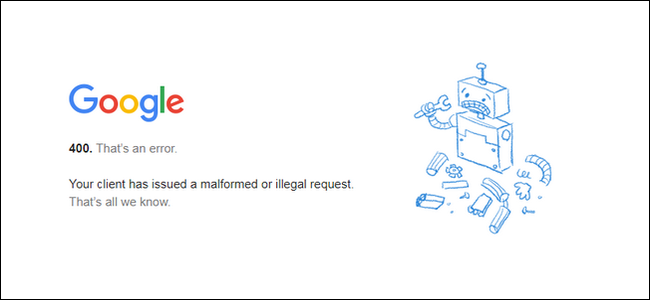 Google
400. That's an error.
Your client has issued a malformed or illegal request.
That's all we know.